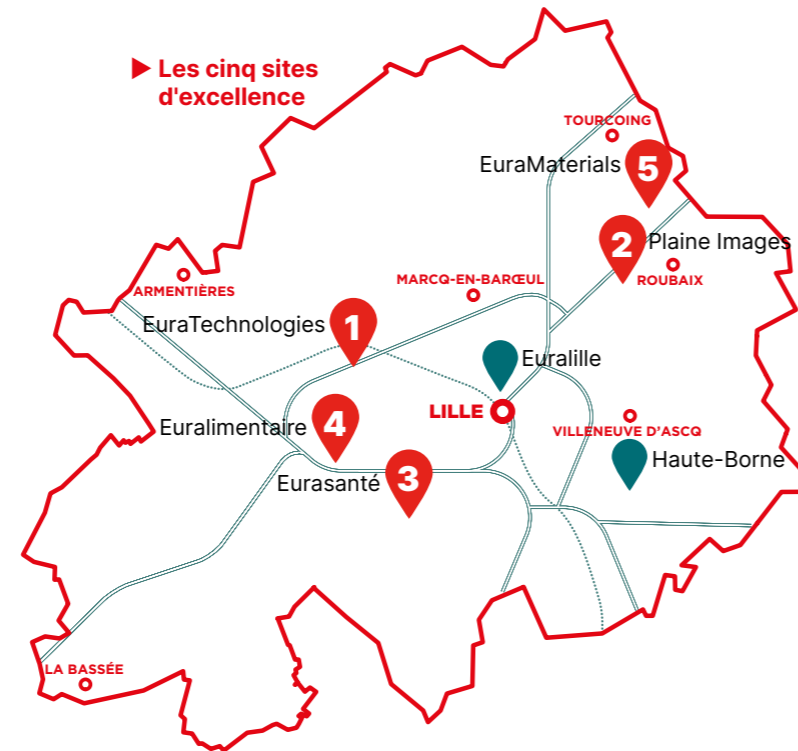 ▶ Les cinq sites
d'excellence
TOURCOING
EuraMaterials
5
2
Plaine Images
ROUBAIX
MARCQ-EN-BARŒUL
ARMENTIÈRES
EuraTechnologies
1
Euralille
LILLE
Euralimentaire
4
VILLENEUVE D'ASCQ
Haute-Borne
Eurasanté
3
LA BASSÉE